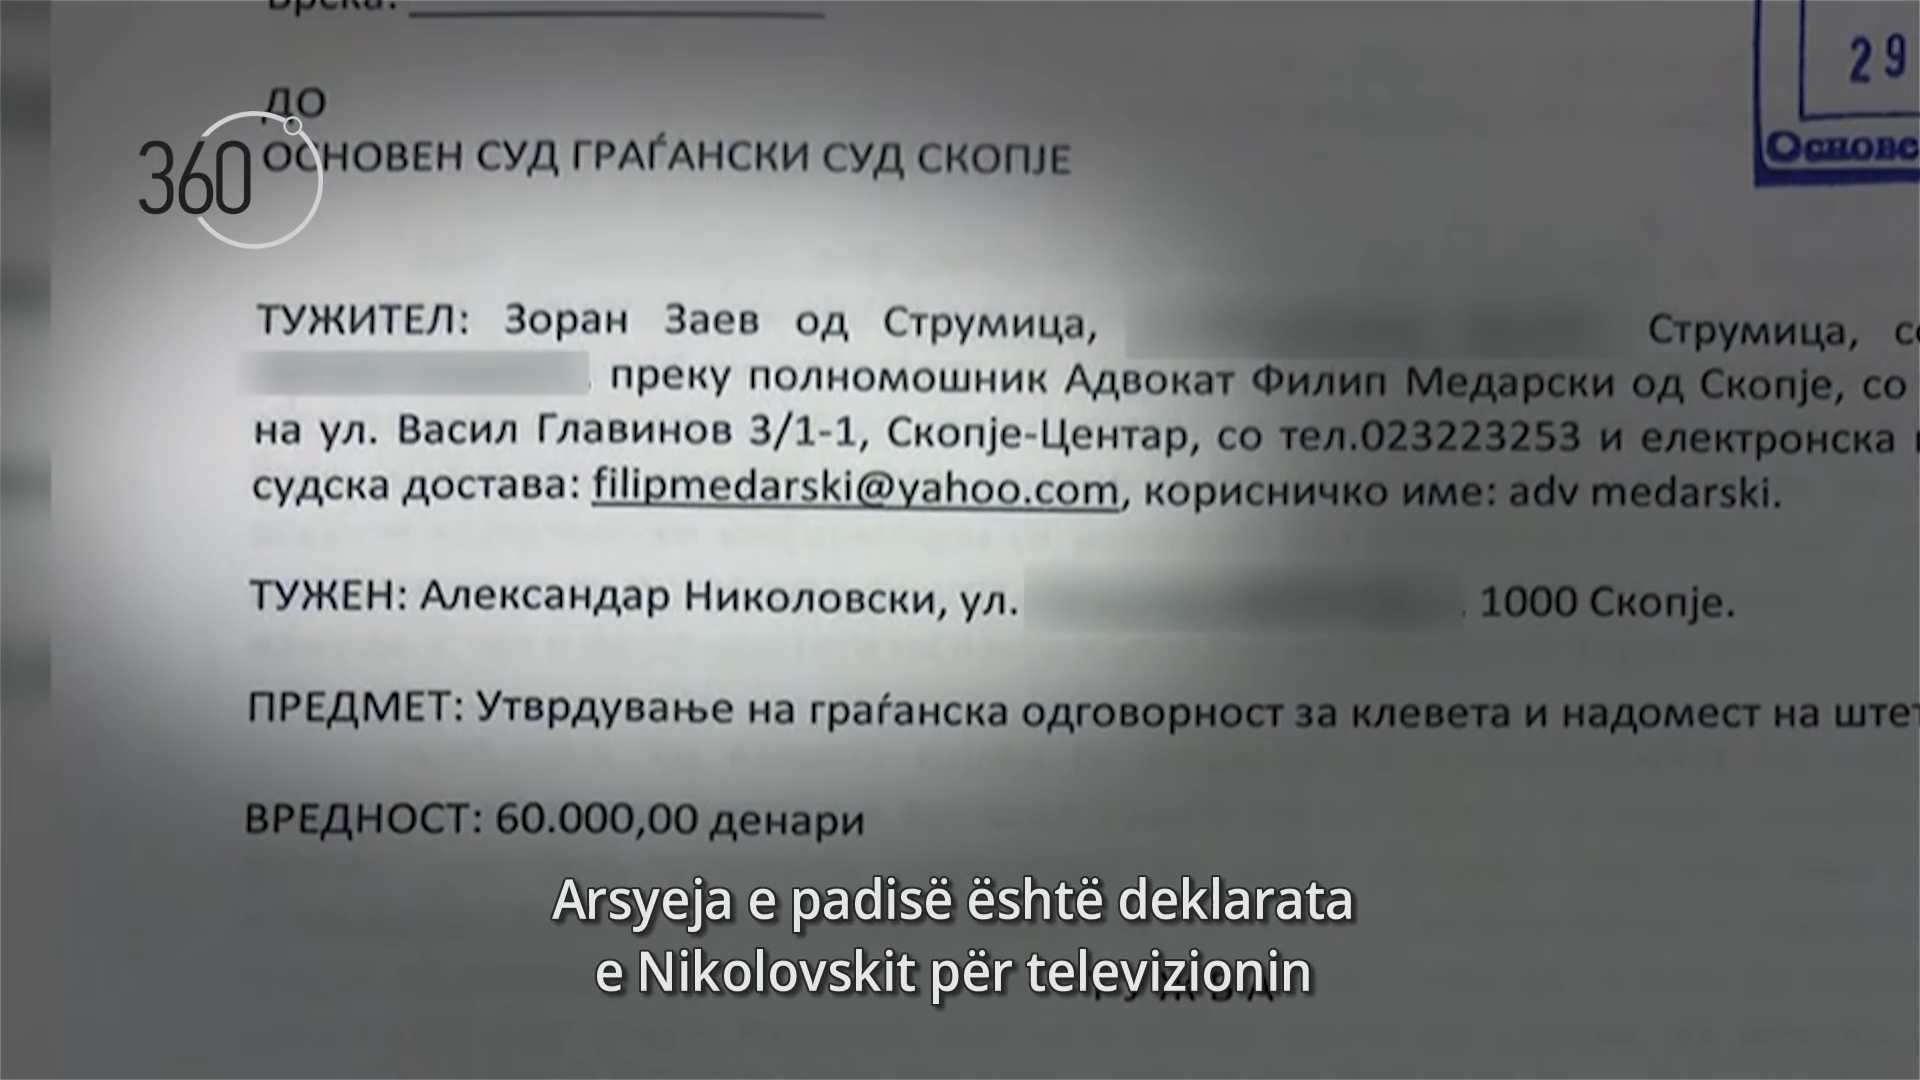 ДО
ОСНОВЕН СУД ГРАЃАНСКИ СУД СКОПЈЕ
29
Основе
360
ТУЖИТЕЛ: Зоран Заев од Струмица, Струмица, со
преку полномошник Адвокат Филип Медарски од Скопје, со
на ул. Васил Главинов 3/1-1, Скопје-Центар, со тел.023223253 и електронска
судска достава: filipmedarski@yahoo.com, корисничко име: adv medarski.
ТУЖЕН: Александар Николовски, ул. , 1000 Скопје.
ПРЕДМЕТ: Утврдување на граѓанска одговорност за клевета и надомест на штет
ВРЕДНОСТ: 60.000,00 денари
Arsyeja e padisë është deklarata
e Nikolovskit për televizionin